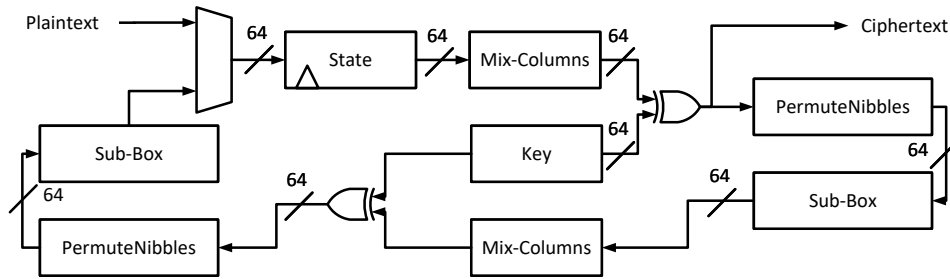 Plaintext
64
State
64
Mix-Columns
64
Ciphertext
PermuteNibbles
Sub-Box
64
Key
64
64
64
PermuteNibbles
64
Mix-Columns
64
Sub-Box